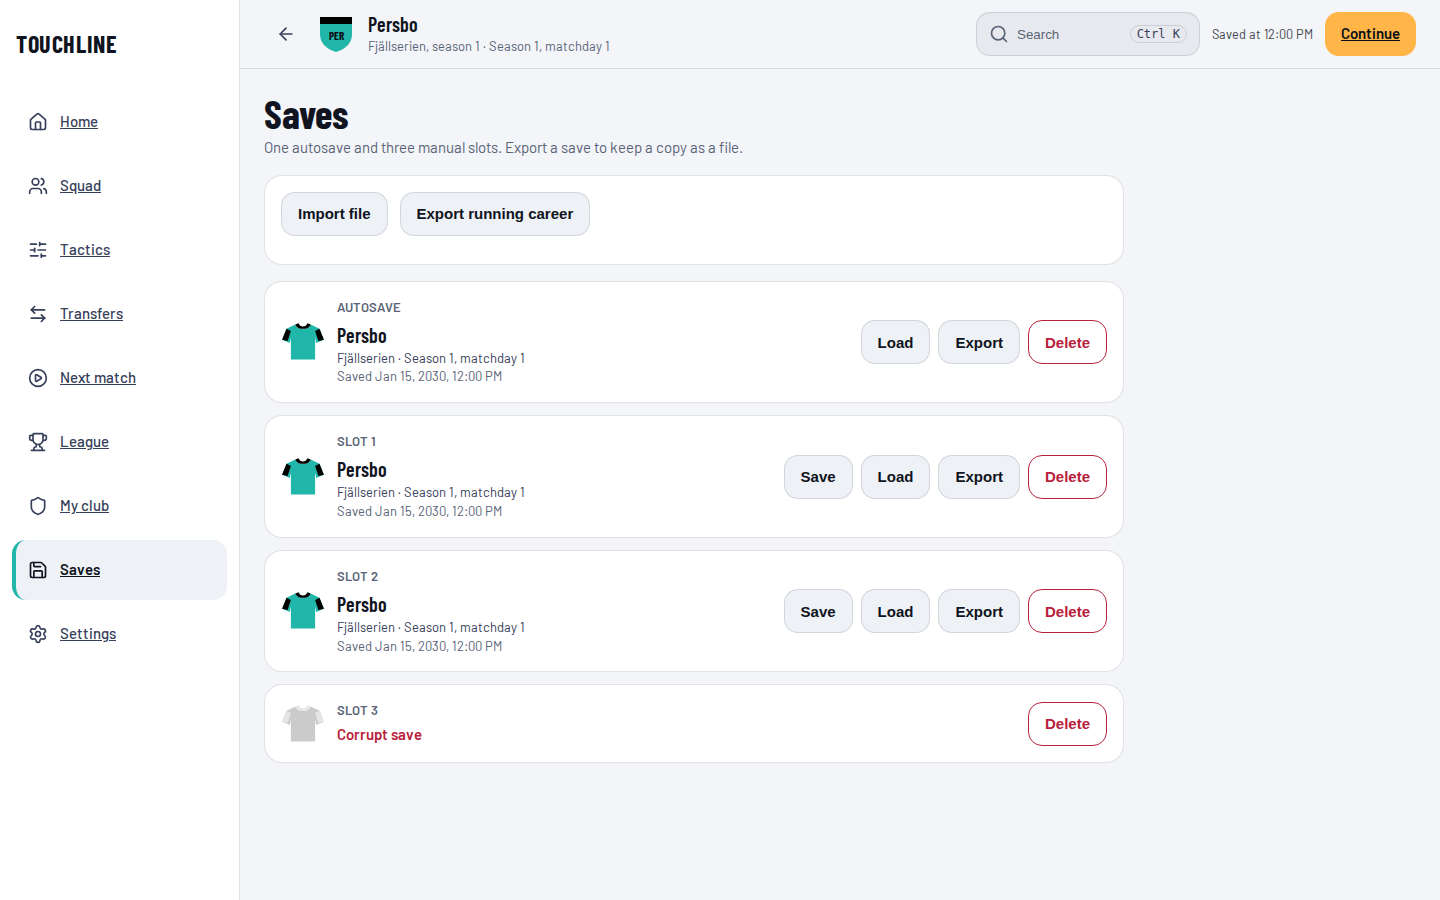 TOUCHLINE
Home
Squad
Tactics
Transfers
Next match
League
My club
Saves
Settings
PER
Persbo
Fjällserien, season 1 · Season 1, matchday 1
Search
Ctrl K
Saved at 12:00 PM
Continue
Saves
One autosave and three manual slots. Export a save to keep a copy as a file.
Import file
Export running career
AUTOSAVE
Persbo
Fjällserien · Season 1, matchday 1
Saved Jan 15, 2030, 12:00 PM
Load
Export
Delete
SLOT 1
Persbo
Fjällserien · Season 1, matchday 1
Saved Jan 15, 2030, 12:00 PM
Save
Load
Export
Delete
SLOT 2
Persbo
Fjällserien · Season 1, matchday 1
Saved Jan 15, 2030, 12:00 PM
Save
Load
Export
Delete
SLOT 3
Corrupt save
Delete